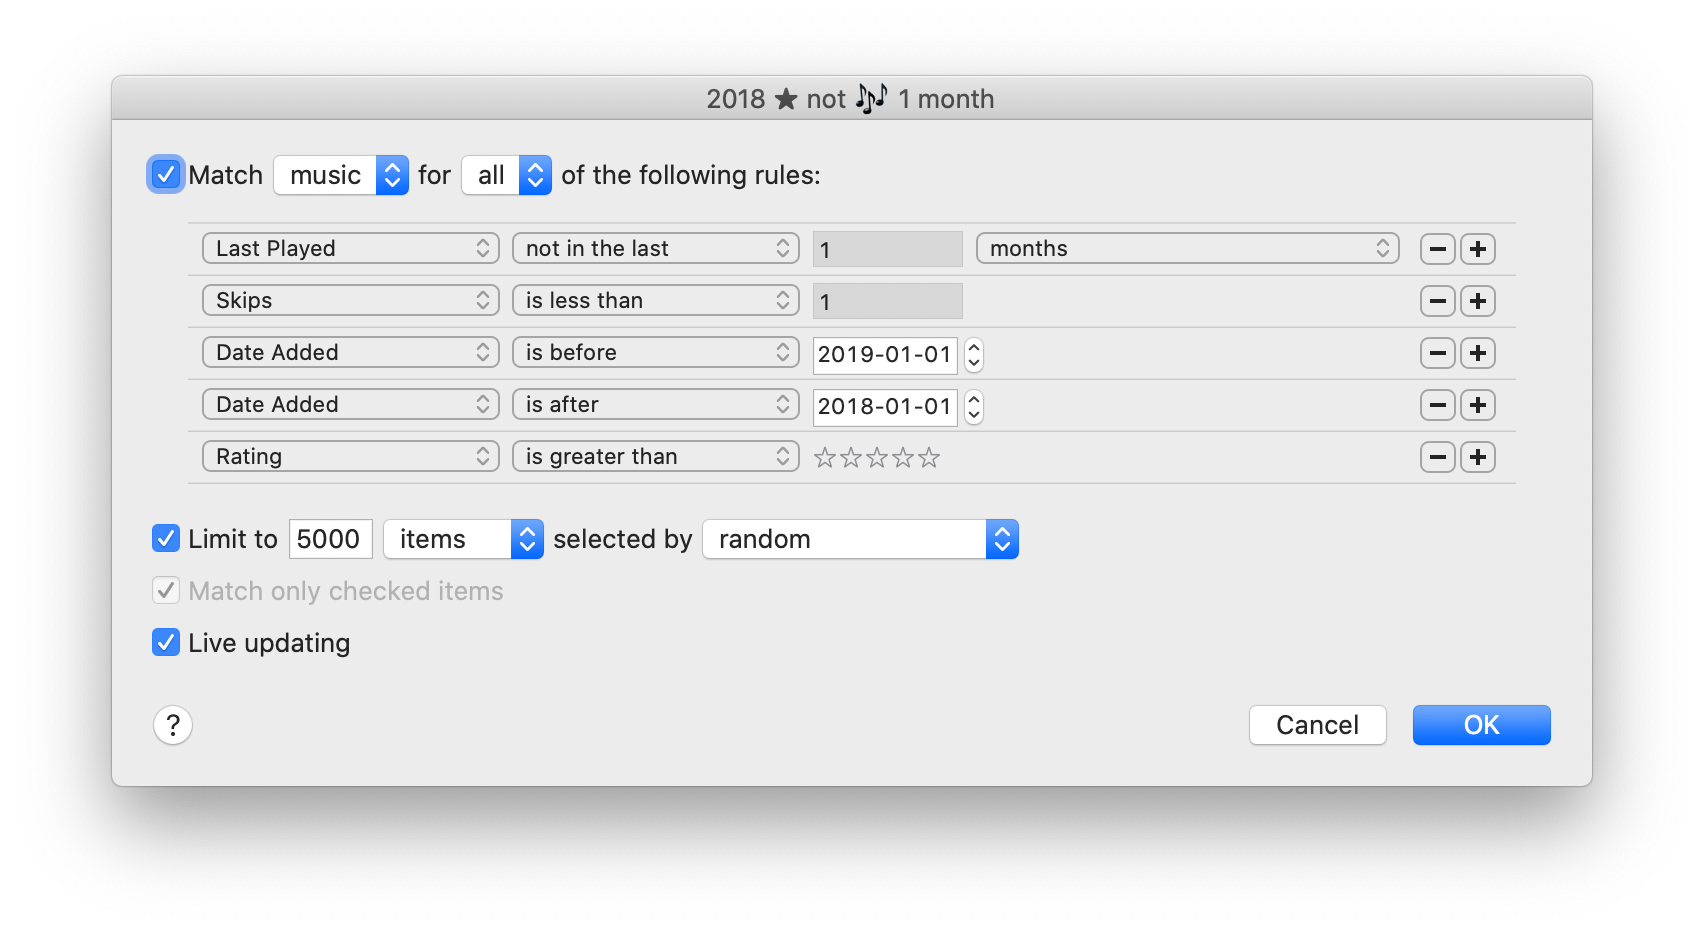 2018 ★ not 🎶 1 month
Match music for all of the following rules:
Last Played not in the last 1 months
Skips is less than 1
Date Added is before 2019-01-01
Date Added is after 2018-01-01
Rating is greater than ☆☆☆☆☆
Limit to 5000 items selected by random
Match only checked items
Live updating
? Cancel OK